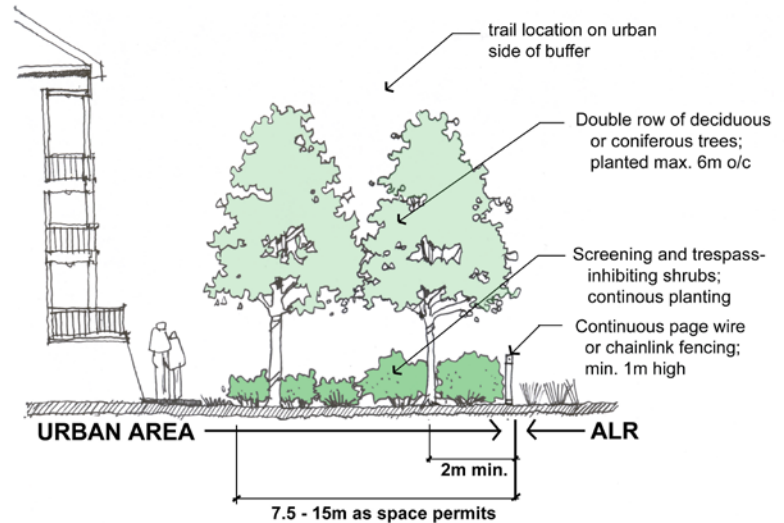 trail location on urban
side of buffer
Double row of deciduous
or coniferous trees;
planted max. 6m o/c
Screening and trespass-
inhibiting shrubs;
continous planting
Continuous page wire
or chainlink fencing;
min. 1m high
URBAN AREA
ALR
2m min.
7.5 - 15m as space permits